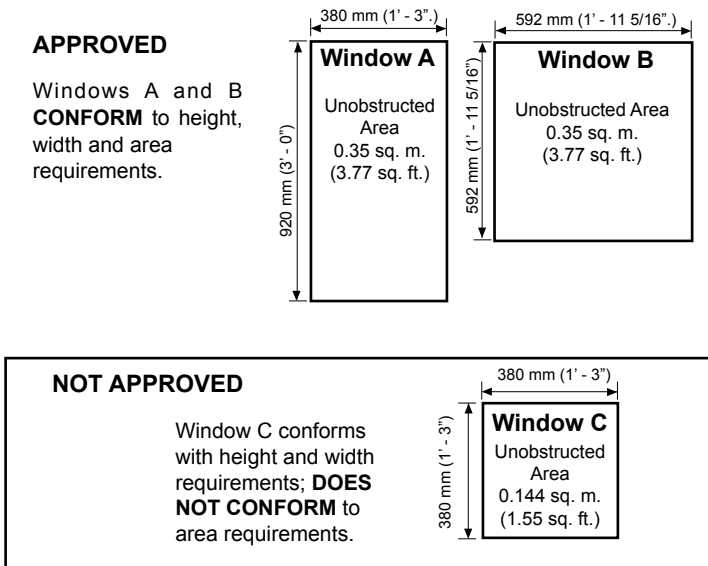 APPROVED
Windows A and B
CONFORM to height,
width and area
requirements.
380 mm (1' - 3".)
920 mm (3' - 0")
Window A
Unobstructed
Area
0.35 sq. m.
(3.77 sq. ft.)
592 mm (1' - 11 5/16".)
592 mm (1' - 11 5/16")
Window B
Unobstructed Area
0.35 sq. m.
(3.77 sq. ft.)
NOT APPROVED
Window C conforms
with height and width
requirements; DOES
NOT CONFORM to
area requirements.
380 mm (1' - 3")
380 mm (1' - 3")
Window C
Unobstructed
Area
0.144 sq. m.
(1.55 sq. ft.)